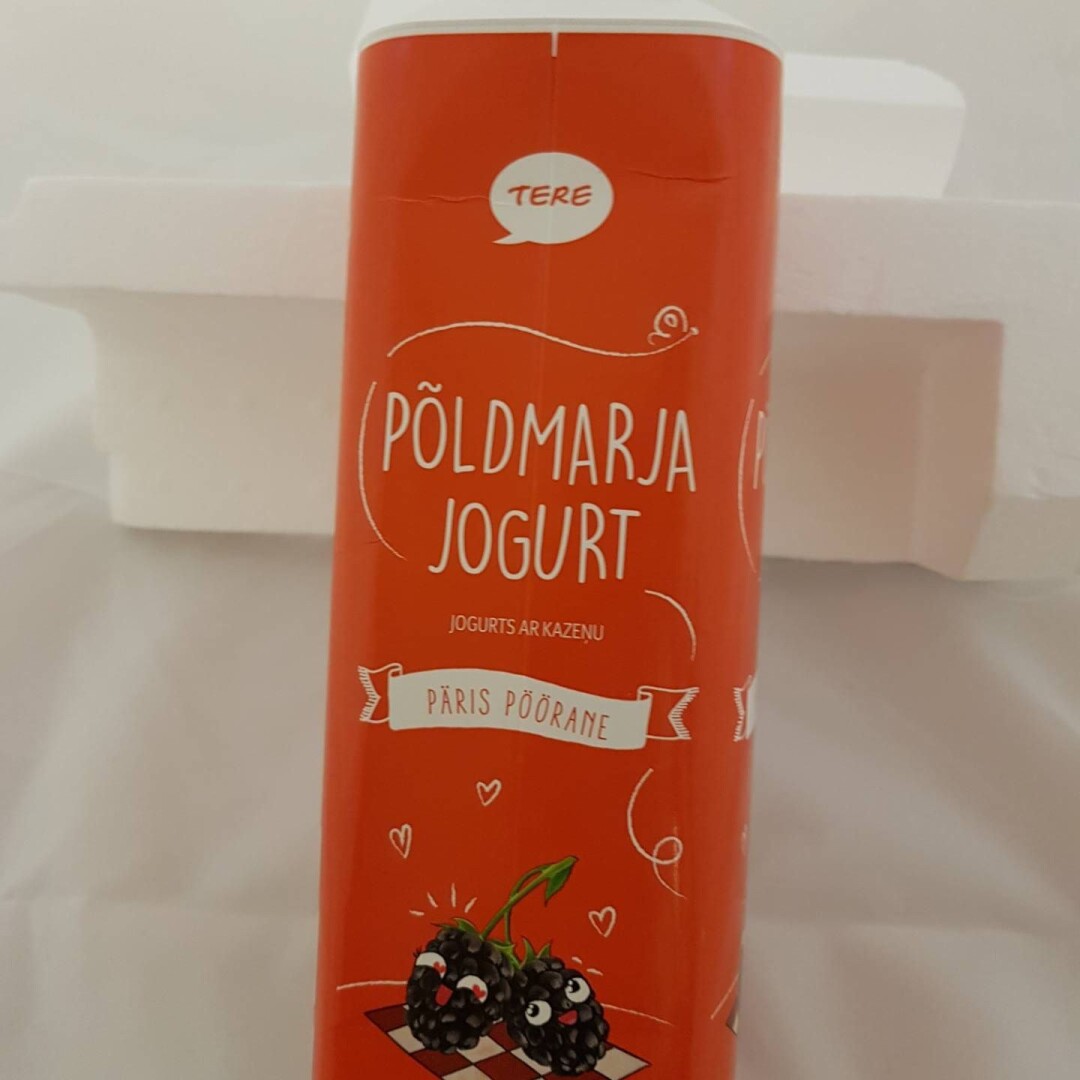 TERE
PÕLDMARJA
JOGURT
JOGURTS AR KAZEŅU
PÄRIS PÖÖRANE